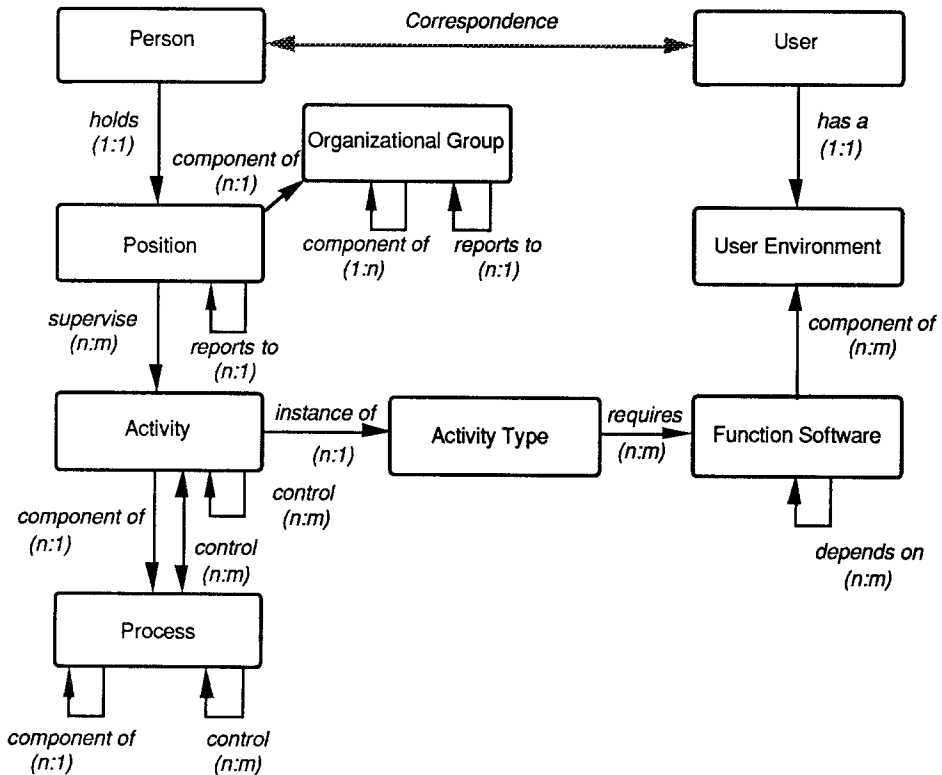 Person
Correspondence
User
holds
(1:1)
Organizational Group
has a
(1:1)
component of
(n:1)
Position
component of
(1:n)
reports to
(n:1)
User Environment
supervise
(n:m)
reports to
(n:1)
component of
(n:m)
Activity
instance of
(n:1)
Activity Type
requires
(n:m)
Function Software
component of
(n:1)
control
(n:m)
control
(n:m)
depends on
(n:m)
Process
component of
(n:1)
control
(n:m)